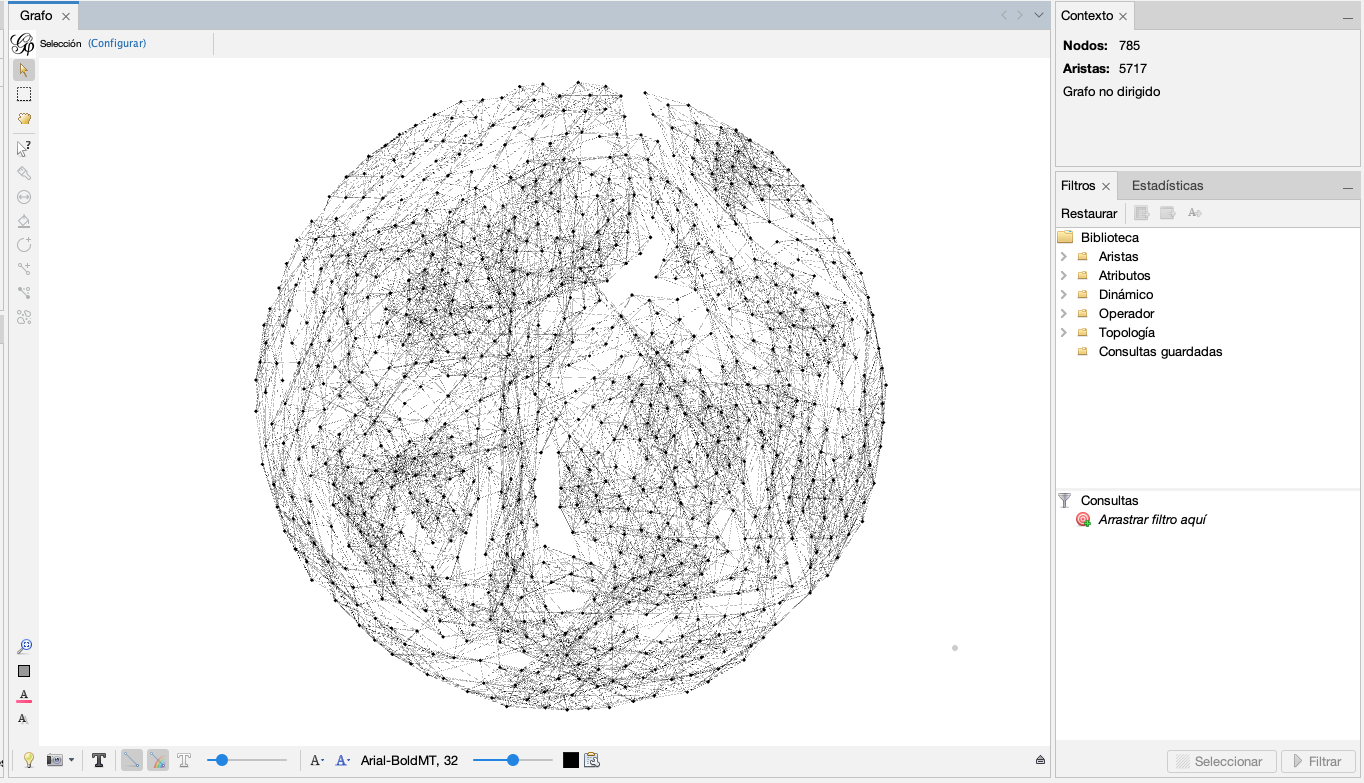 Grafo
Selección (Configurar)
Contexto
Nodos: 785
Aristas: 5717
Grafo no dirigido
Filtros
Estadísticas
Restaurar
Biblioteca
Aristas
Atributos
Dinámico
Operador
Topología
Consultas guardadas
Consultas
Arrastrar filtro aquí
Seleccionar
Filtrar
T T A- A- Arial-BoldMT, 32